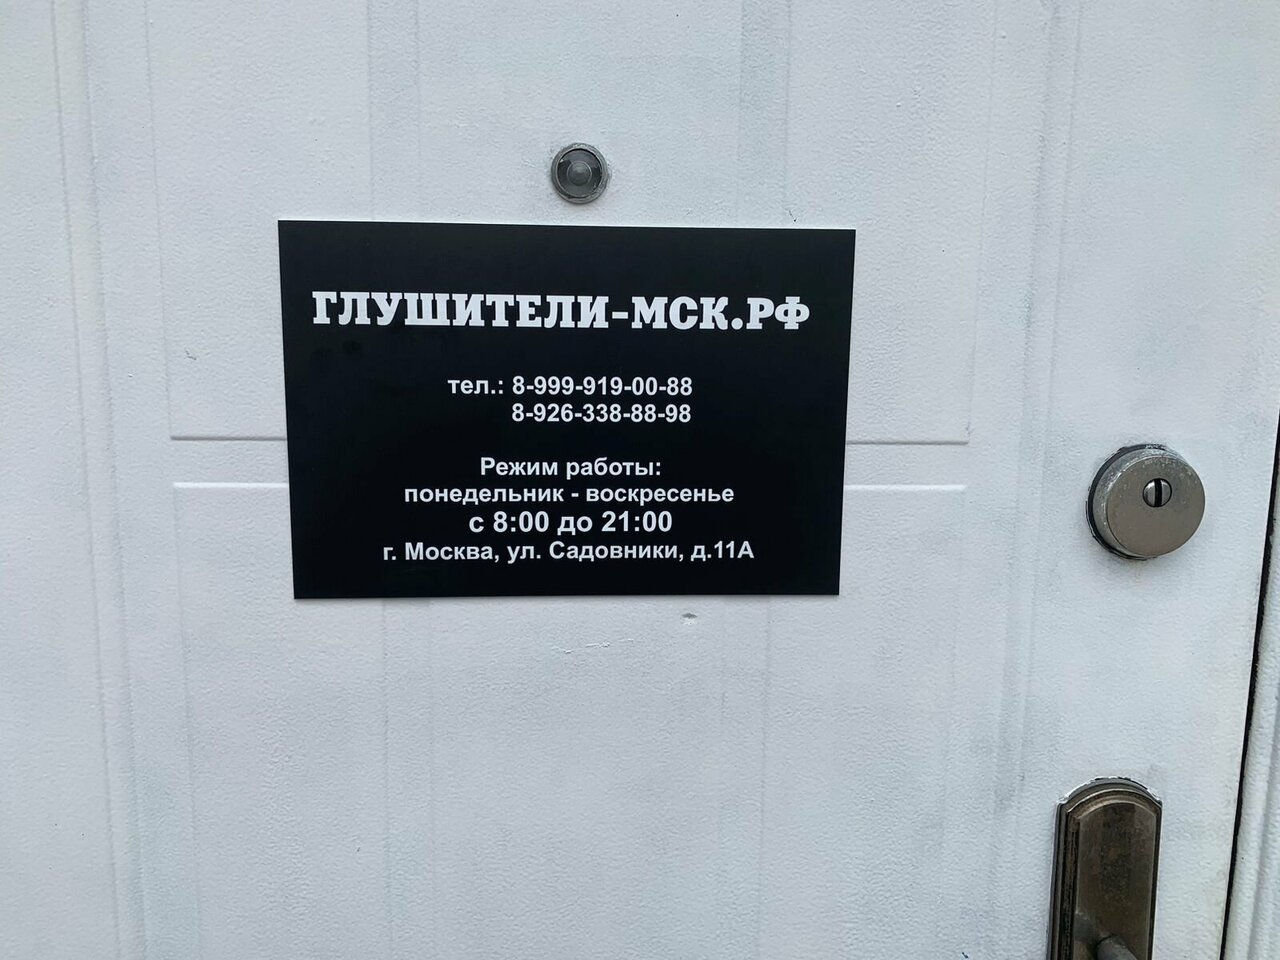 ГЛУШИТЕЛИ-МСК.РФ
тел.: 8-999-919-00-88
8-926-338-88-98
Режим работы:
понедельник - воскресенье
с 8:00 до 21:00
г. Москва, ул. Садовники, д.11А